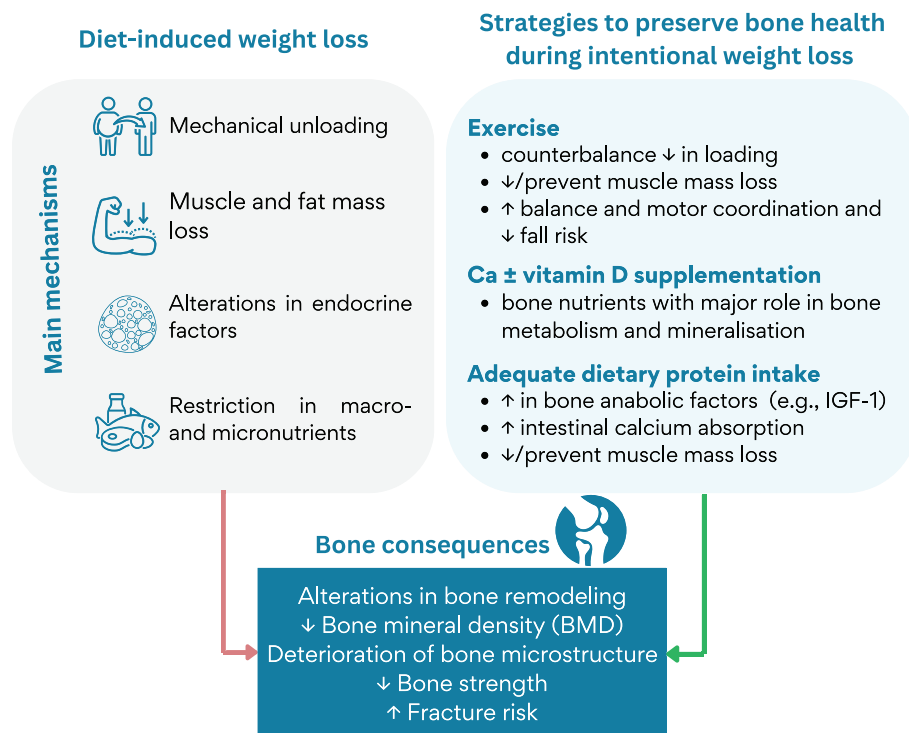 Diet-induced weight loss
Main mechanisms
Mechanical unloading
Muscle and fat mass
loss
Alterations in endocrine
factors
Restriction in macro-
and micronutrients
Strategies to preserve bone health
during intentional weight loss
Exercise
• counterbalance ↓ in loading
• ↓/prevent muscle mass loss
• ↑ balance and motor coordination and
↓ fall risk
Ca ± vitamin D supplementation
• bone nutrients with major role in bone
metabolism and mineralisation
Adequate dietary protein intake
• ↑ in bone anabolic factors (e.g., IGF-1)
• ↑ intestinal calcium absorption
• ↓/prevent muscle mass loss
Bone consequences
Alterations in bone remodeling
↓ Bone mineral density (BMD)
Deterioration of bone microstructure
↓ Bone strength
↑ Fracture risk